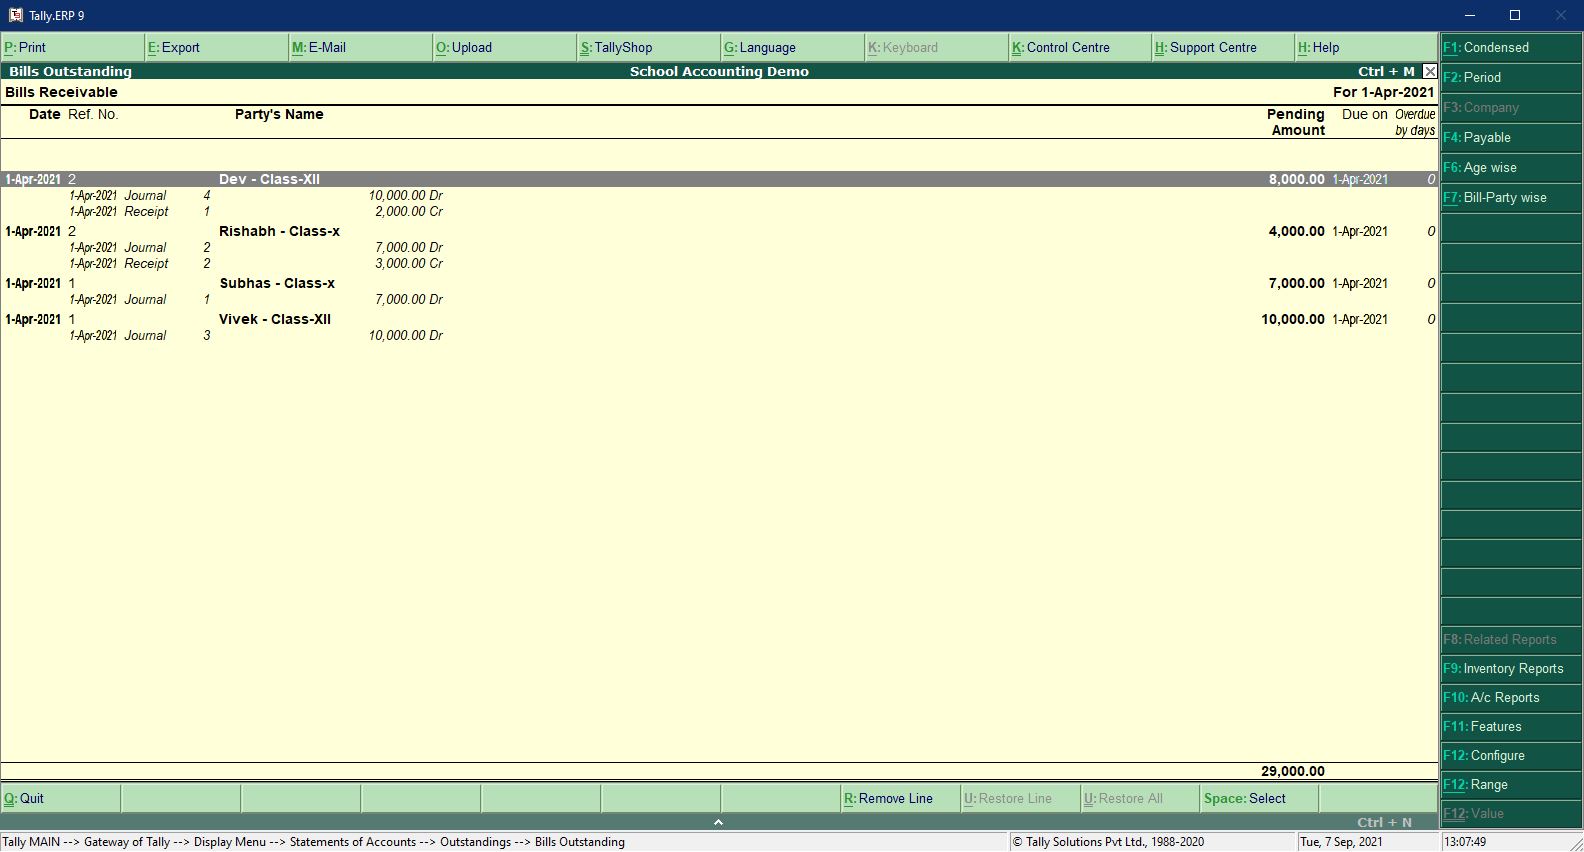 Tally.ERP 9
P: Print E: Export M: E-Mail O: Upload S: TallyShop G: Language K: Keyboard K: Control Centre H: Support Centre H: Help
Bills Outstanding School Accounting Demo Ctrl + M
Bills Receivable For 1-Apr-2021
Date Ref. No. Party's Name Pending Due on Overdue
Amount by days
1-Apr-2021 2 Dev - Class-XII 8,000.00 1-Apr-2021 0
1-Apr-2021 Journal 4 10,000.00 Dr
1-Apr-2021 Receipt 1 2,000.00 Cr
1-Apr-2021 2 Rishabh - Class-x 4,000.00 1-Apr-2021 0
1-Apr-2021 Journal 2 7,000.00 Dr
1-Apr-2021 Receipt 2 3,000.00 Cr
1-Apr-2021 1 Subhas - Class-x 7,000.00 1-Apr-2021 0
1-Apr-2021 Journal 1 7,000.00 Dr
1-Apr-2021 1 Vivek - Class-XII 10,000.00 1-Apr-2021 0
1-Apr-2021 Journal 3 10,000.00 Dr
29,000.00
F1: Condensed
F2: Period
F3: Company
F4: Payable
F6: Age wise
F7: Bill-Party wise
F8: Related Reports
F9: Inventory Reports
F10: A/c Reports
F11: Features
F12: Configure
F12: Range
F12: Value
Q: Quit R: Remove Line U: Restore Line U: Restore All Space: Select
Ctrl + N
Tally MAIN --> Gateway of Tally --> Display Menu --> Statements of Accounts --> Outstandings --> Bills Outstanding © Tally Solutions Pvt Ltd., 1988-2020 Tue, 7 Sep, 2021 13:07:49